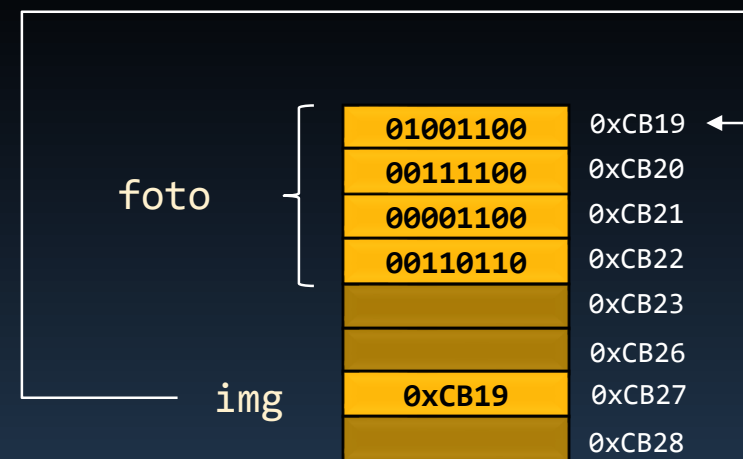 01001100 0xCB19
00111100 0xCB20
foto
00001100 0xCB21
00110110 0xCB22
0xCB23
0xCB26
img 0xCB19 0xCB27
0xCB28